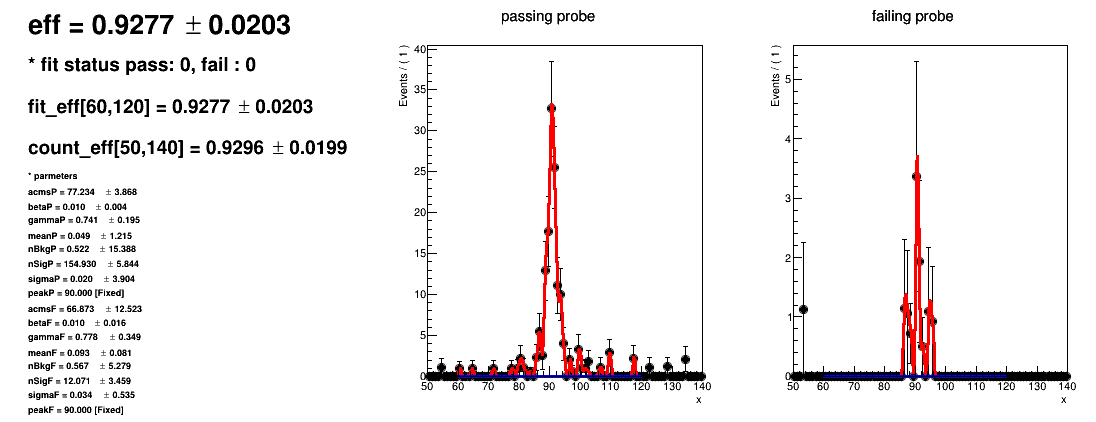 eff = 0.9277 ± 0.0203
* fit status pass: 0, fail : 0
fit_eff[60,120] = 0.9277 ± 0.0203
count_eff[50,140] = 0.9296 ± 0.0199
* parmeters
acmsP = 77.234 ± 3.868
betaP = 0.010 ± 0.004
gammaP = 0.741 ± 0.195
meanP = 0.049 ± 1.215
nBkgP = 0.522 ± 15.388
nSigP = 154.930 ± 5.844
sigmaP = 0.020 ± 3.904
peakP = 90.000 [Fixed]
acmsF = 66.873 ± 12.523
betaF = 0.010 ± 0.016
gammaF = 0.778 ± 0.349
meanF = 0.093 ± 0.081
nBkgF = 0.567 ± 5.279
nSigF = 12.071 ± 3.459
sigmaF = 0.034 ± 0.535
peakF = 90.000 [Fixed]
passing probe
Events / ( 1 )
40
35
30
25
20
15
10
5
0
50 60 70 80 90 100 110 120 130 140
x
failing probe
Events / ( 1 )
5
4
3
2
1
0
50 60 70 80 90 100 110 120 130 140
x